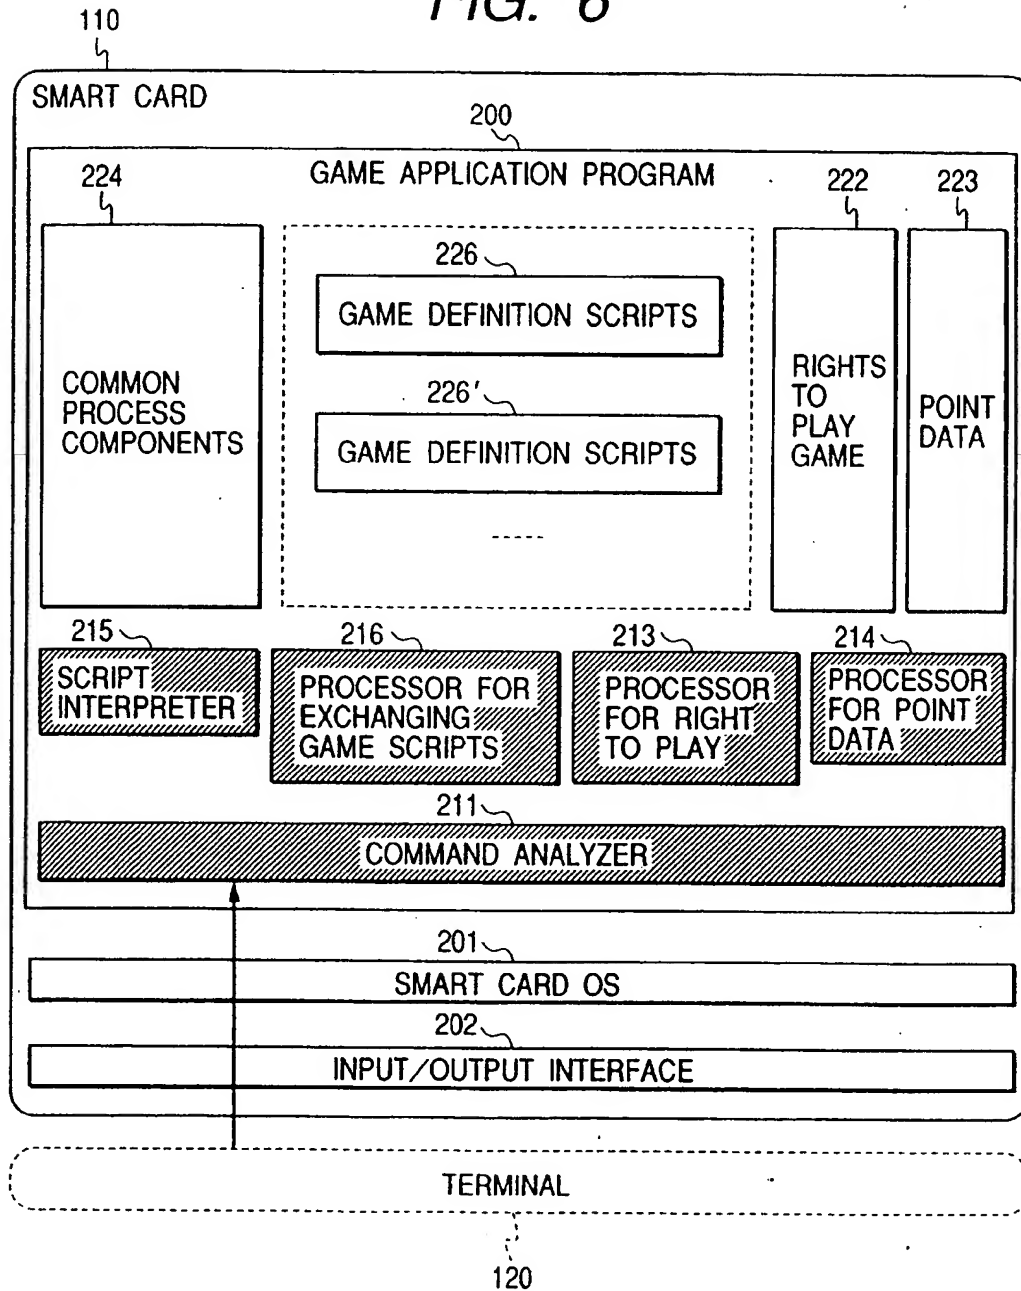 FIG. 6
110
SMART CARD
200
GAME APPLICATION PROGRAM
224
222
223
226
GAME DEFINITION SCRIPTS
226'
GAME DEFINITION SCRIPTS
COMMON
PROCESS
COMPONENTS
RIGHTS
TO
PLAY
GAME
POINT
DATA
215
SCRIPT
INTERPRETER
216
PROCESSOR FOR
EXCHANGING
GAME SCRIPTS
213
PROCESSOR
FOR RIGHT
TO PLAY
214
PROCESSOR
FOR POINT
DATA
211
COMMAND ANALYZER
201
SMART CARD OS
202
INPUT/OUTPUT INTERFACE
TERMINAL
120